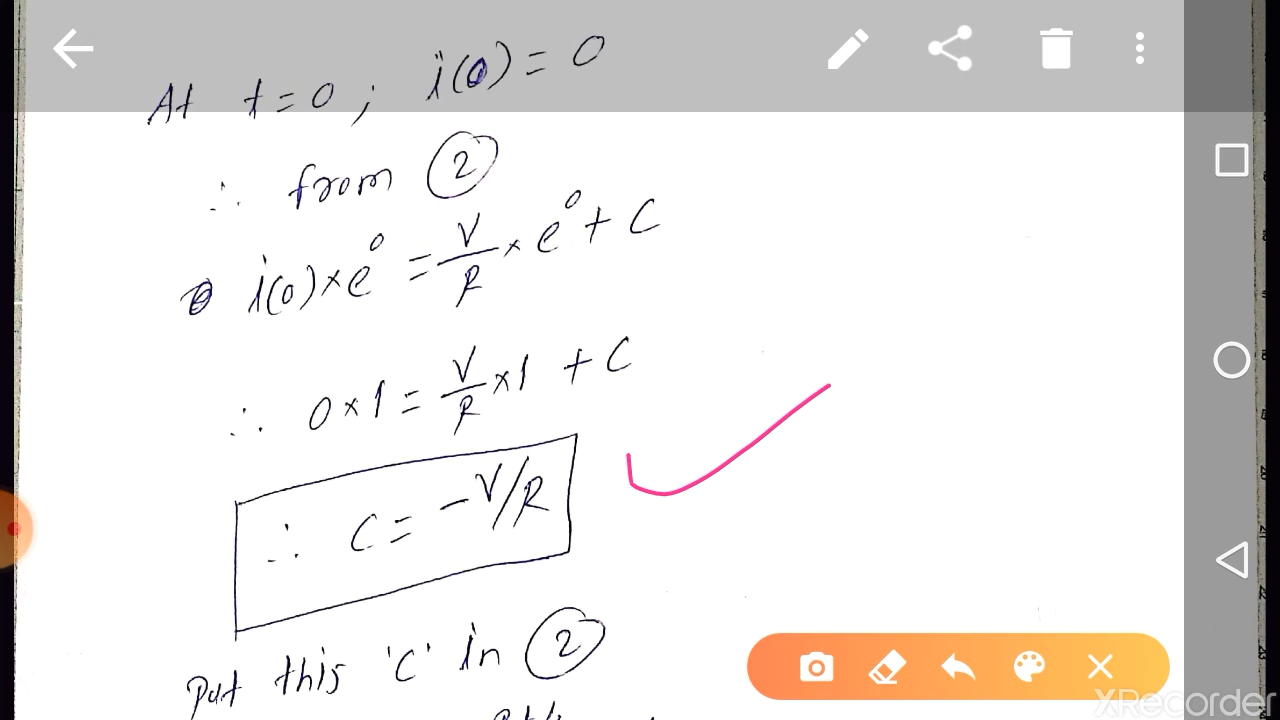 At t=0; i(0)=0
∴ from ②
i(0)×e⁰ = V/R × e⁰ + C
∴ 0×1 = V/R ×1 + C
∴ C = -V/R
Put this 'C' in ②
XRecorder